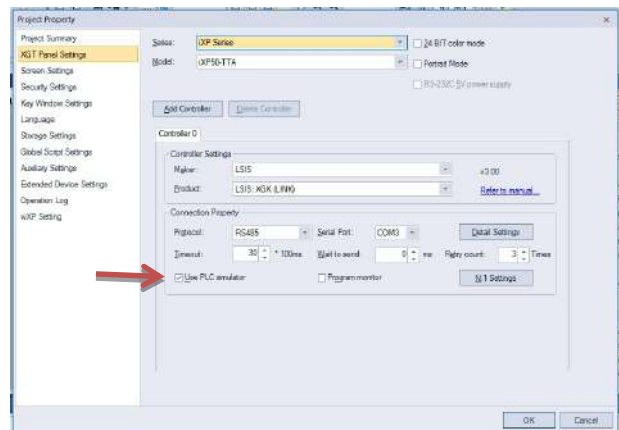 Project Property
Project Summary
XGT Panel Settings
Screen Settings
Security Settings
Key Window Settings
Language
Storage Settings
Global Script Settings
Auxiliary Settings
Extended Device Settings
Operation Log
wXP Setting
Series: iXP Series
24 BIT color mode
Model: iXP50-TTA
Portrait Mode
RS-232C 5V power supply
Add Controller Delete Controller
Controller 0
Controller Settings
Maker: LSIS v3.00
Product: LSIS: XGK (LINK) Refer to manual...
Connection Property
Protocol: RS485 Serial Port: COM3 Detail Settings
Timeout: 30 * 100ms Wait to send: 0 ms Retry count: 3 Times
Use PLC emulator Program monitor N:1 Settings
OK Cancel